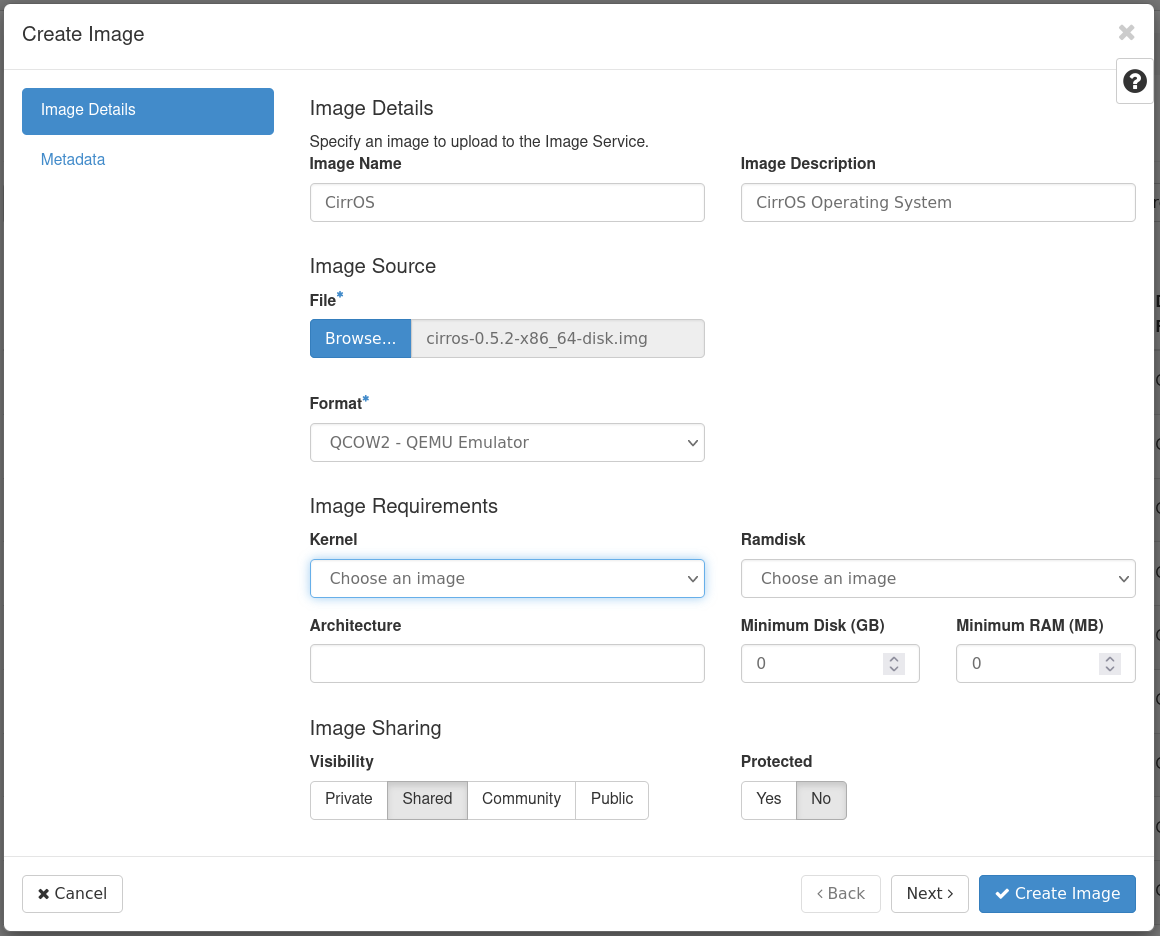 Create Image
Image Details
Metadata
Image Details
Specify an image to upload to the Image Service.
Image Name
Image Description
CirrOS
CirrOS Operating System
Image Source
File*
Browse... cirros-0.5.2-x86_64-disk.img
Format*
QCOW2 - QEMU Emulator
Image Requirements
Kernel
Ramdisk
Choose an image
Choose an image
Architecture
Minimum Disk (GB)
Minimum RAM (MB)
0
0
Image Sharing
Visibility
Protected
Private Shared Community Public
Yes No
Cancel
‹ Back
Next ›
Create Image